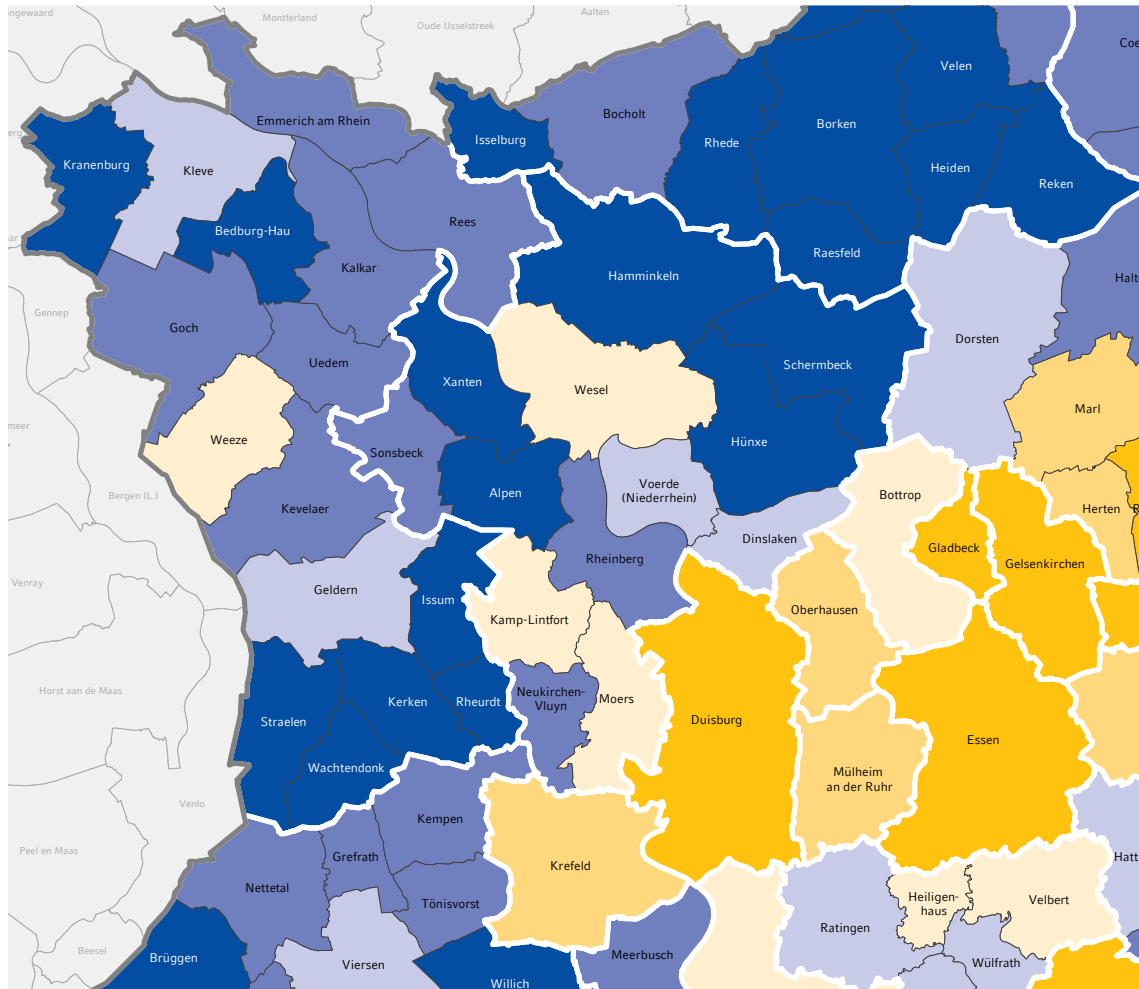 Montferland
Aalten
Oude IJsselstreek
Velen
Bocholt
Emmerich am Rhein
Borken
Isselburg
Rhede
Kranenburg
Kleve
Heiden
Reken
Rees
Bedburg-Hau
Raesfeld
Kalkar
Hamminkeln
Gennep
Goch
Dorsten
Uedem
Schermbeck
Xanten
Wesel
Marl
Weeze
Hünxe
Sonsbeck
Voerde
(Niederrhein)
Alpen
Bergen (L.)
Bottrop
Kevelaer
Herten
Dinslaken
Gladbeck
Rheinberg
Gelsenkirchen
Venray
Geldern
Issum
Oberhausen
Kamp-Lintfort
Horst aan de Maas
Neukirchen-
Vluyn
Moers
Kerken
Rheurdt
Straelen
Duisburg
Essen
Wachtendonk
Mülheim
an der Ruhr
Venlo
Kempen
Peel en Maas
Grefrath
Krefeld
Nettetal
Tönisvorst
Heiligen-
haus
Velbert
Ratingen
Beesel
Brüggen
Meerbusch
Viersen
Wülfrath
Willich